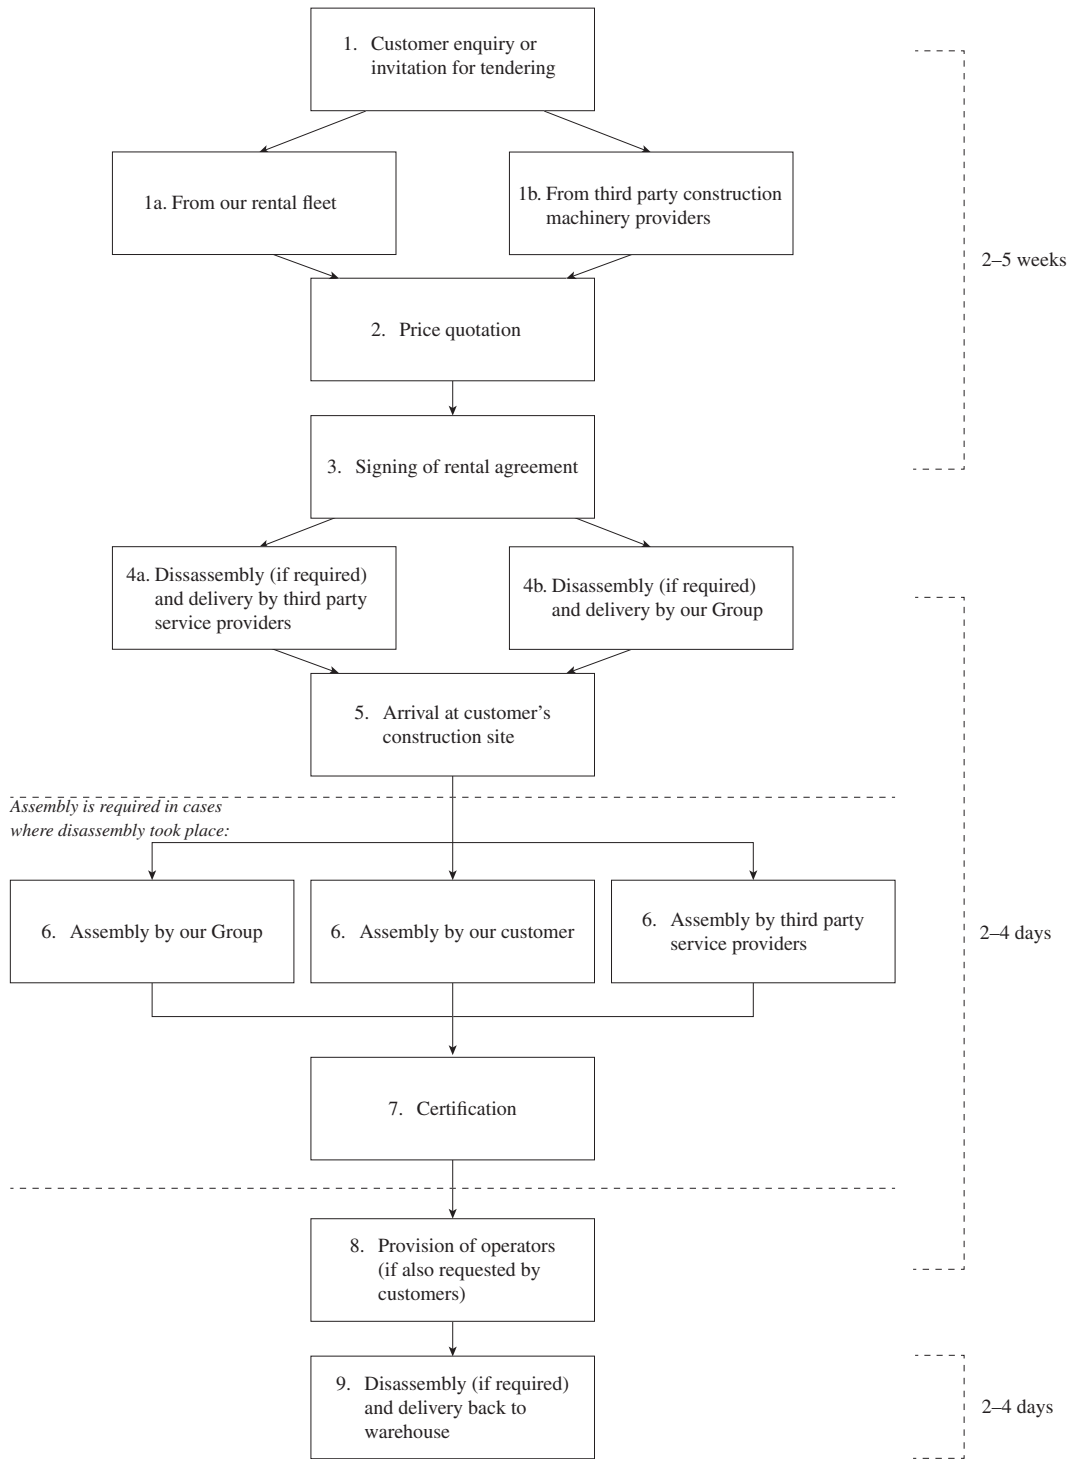 1. Customer enquiry or
invitation for tendering
1a. From our rental fleet
1b. From third party construction
machinery providers
2–5 weeks
2. Price quotation
3. Signing of rental agreement
4a. Dissassembly (if required)
and delivery by third party
service providers
4b. Disassembly (if required)
and delivery by our Group
5. Arrival at customer's
construction site
Assembly is required in cases
where disassembly took place:
6. Assembly by our Group
6. Assembly by our customer
6. Assembly by third party
service providers
2–4 days
7. Certification
8. Provision of operators
(if also requested by
customers)
9. Disassembly (if required)
and delivery back to
warehouse
2–4 days